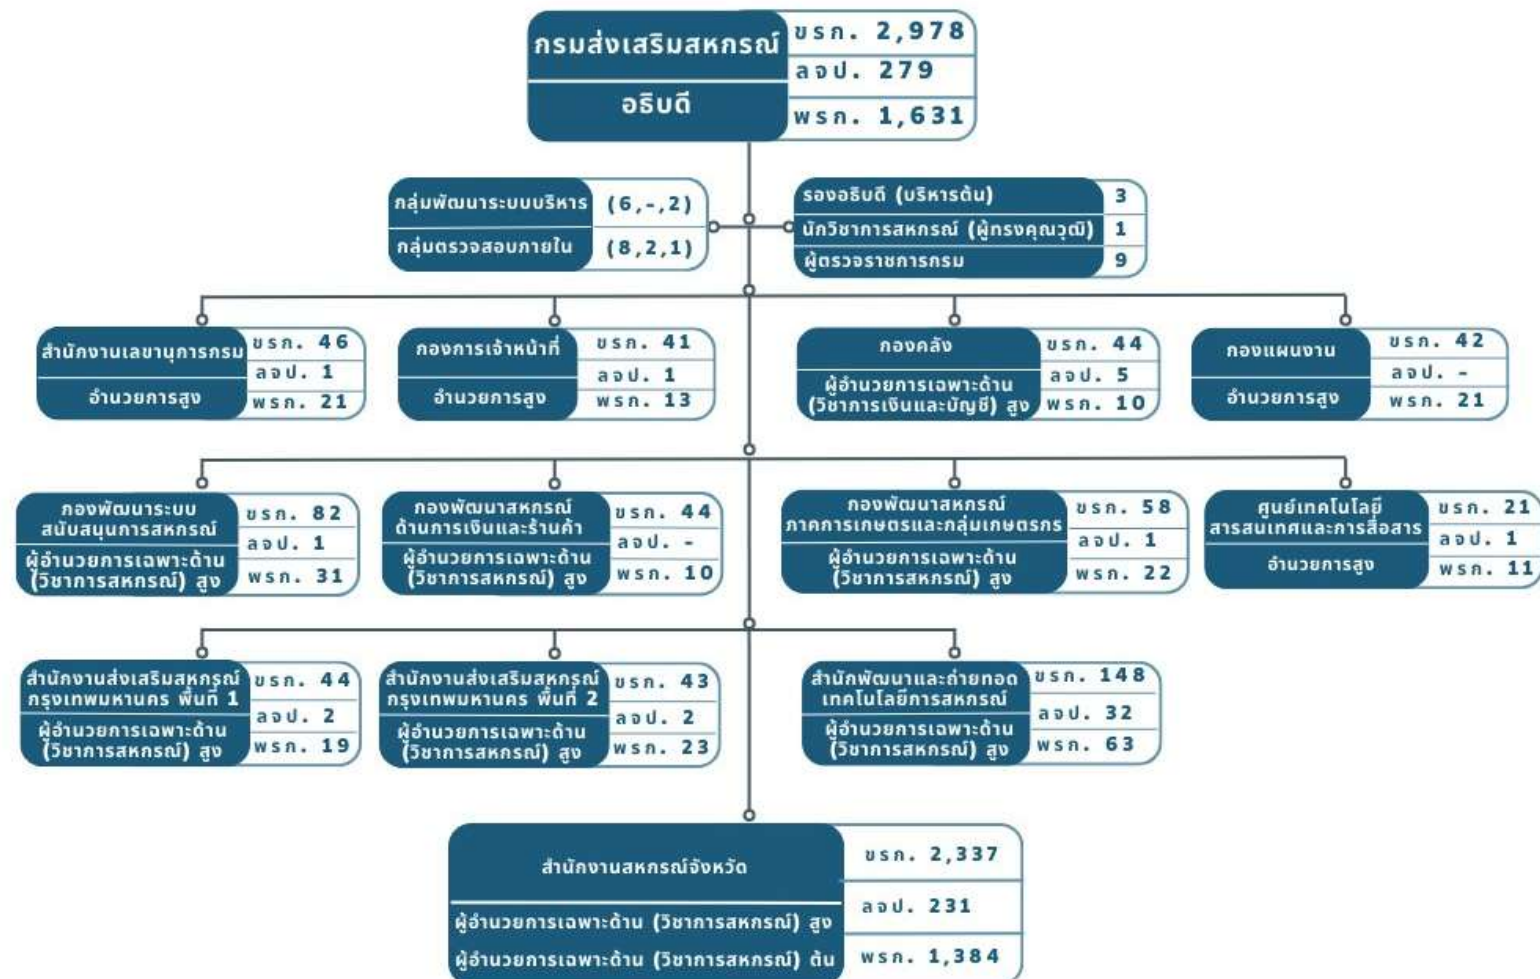 กรมส่งเสริมสหกรณ์
อธิบดี
ขรก. 2,978
ลจป. 279
พรก. 1,631
กลุ่มพัฒนาระบบบริหาร (6,-,2)
กลุ่มตรวจสอบภายใน (8,2,1)
รองอธิบดี (บริหารต้น) 3
นักวิชาการสหกรณ์ (ผู้ทรงคุณวุฒิ) 1
ผู้ตรวจราชการกรม 9
สำนักงานเลขานุการกรม
อำนวยการสูง
ขรก. 46
ลจป. 1
พรก. 21
กองการเจ้าหน้าที่
อำนวยการสูง
ขรก. 41
ลจป. 1
พรก. 13
กองคลัง
ผู้อำนวยการเฉพาะด้าน
(วิชาการเงินและบัญชี) สูง
ขรก. 44
ลจป. 5
พรก. 10
กองแผนงาน
อำนวยการสูง
ขรก. 42
ลจป. -
พรก. 21
กองพัฒนาระบบ
สนับสนุนการสหกรณ์
ผู้อำนวยการเฉพาะด้าน
(วิชาการสหกรณ์) สูง
ขรก. 82
ลจป. 1
พรก. 31
กองพัฒนาสหกรณ์
ด้านการเงินและร้านค้า
ผู้อำนวยการเฉพาะด้าน
(วิชาการสหกรณ์) สูง
ขรก. 44
ลจป. -
พรก. 10
กองพัฒนาสหกรณ์
ภาคการเกษตรและกลุ่มเกษตรกร
ผู้อำนวยการเฉพาะด้าน
(วิชาการสหกรณ์) สูง
ขรก. 58
ลจป. 1
พรก. 22
ศูนย์เทคโนโลยี
สารสนเทศและการสื่อสาร
อำนวยการสูง
ขรก. 21
ลจป. 1
พรก. 11
สำนักงานส่งเสริมสหกรณ์
กรุงเทพมหานคร พื้นที่ 1
ผู้อำนวยการเฉพาะด้าน
(วิชาการสหกรณ์) สูง
ขรก. 44
ลจป. 2
พรก. 19
สำนักงานส่งเสริมสหกรณ์
กรุงเทพมหานคร พื้นที่ 2
ผู้อำนวยการเฉพาะด้าน
(วิชาการสหกรณ์) สูง
ขรก. 43
ลจป. 2
พรก. 23
สำนักพัฒนาและถ่ายทอด
เทคโนโลยีการสหกรณ์
ผู้อำนวยการเฉพาะด้าน
(วิชาการสหกรณ์) สูง
ขรก. 148
ลจป. 32
พรก. 63
สำนักงานสหกรณ์จังหวัด
ผู้อำนวยการเฉพาะด้าน (วิชาการสหกรณ์) สูง
ผู้อำนวยการเฉพาะด้าน (วิชาการสหกรณ์) ต้น
ขรก. 2,337
ลจป. 231
พรก. 1,384